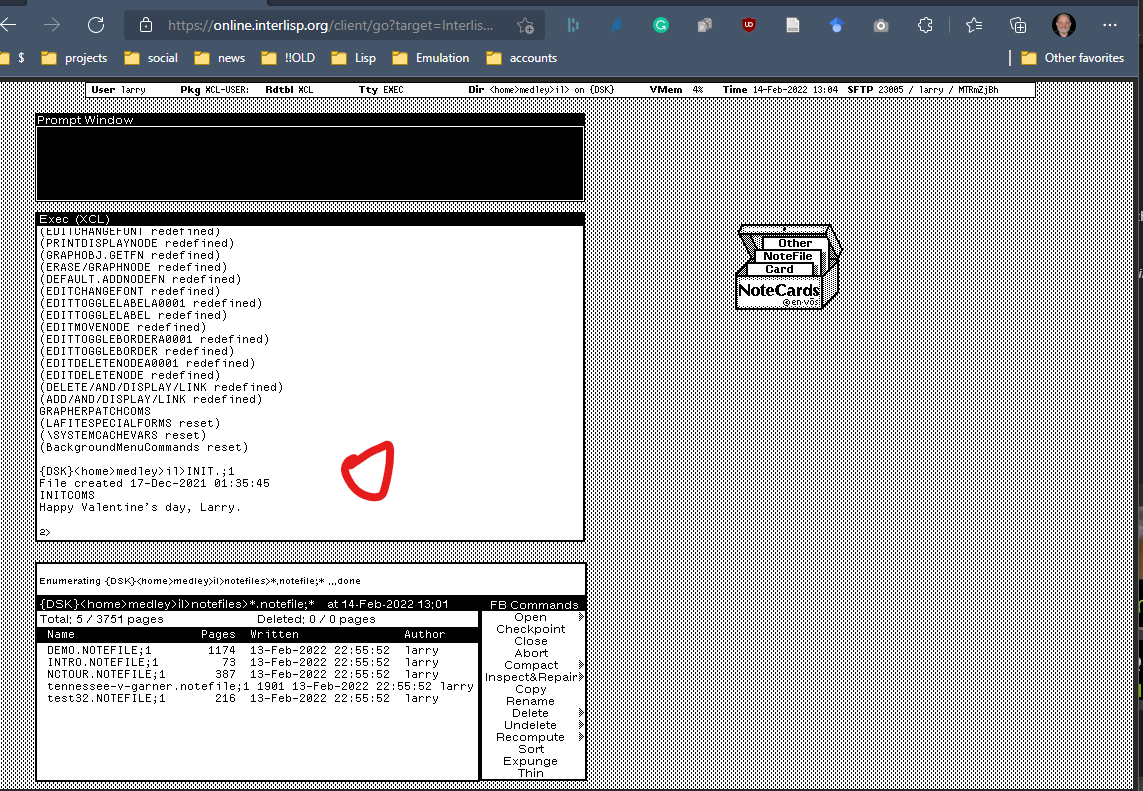 https://online.interlisp.org/client/go?target=Interlis...
$ projects social news !!OLD Lisp Emulation accounts Other favorites
User larry Pkg XCL-USER: Rdtbl XCL Tty EXEC Dir <home>medley>il> on {DSK} VMem 4% Time 14-Feb-2022 13:04 SFTP 23005 / larry / MTRmZjBh
Prompt Window
Exec (XCL)
(EDITCHANGEFONT redefined)
(PRINTDISPLAYNODE redefined)
(GRAPHOBJ.GETFN redefined)
(ERASE/GRAPHNODE redefined)
(DEFAULT.ADDNODEFN redefined)
(EDITCHANGEFONT redefined)
(EDITTOGGLELABELA0001 redefined)
(EDITTOGGLELABEL redefined)
(EDITMOVENODE redefined)
(EDITTOGGLEBORDERA0001 redefined)
(EDITTOGGLEBORDER redefined)
(EDITDELETENODEA0001 redefined)
(EDITDELETENODE redefined)
(DELETE/AND/DISPLAY/LINK redefined)
(ADD/AND/DISPLAY/LINK redefined)
GRAPHERPATCHCOMS
(LAFITESPECIALFORMS reset)
(\SYSTEMCACHEVARS reset)
(BackgroundMenuCommands reset)
{DSK}<home>medley>il>INIT.;1
File created 17-Dec-2021 01:35:45
INITCOMS
Happy Valentine's day, Larry.
2>
Other
NoteFile
Card
NoteCards
©en·vōs
Enumerating {DSK}<home>medley>il>notefiles>*.notefile;* ...done
{DSK}<home>medley>il>notefiles>*.notefile;* at 14-Feb-2022 13:01
Total: 5 / 3751 pages Deleted: 0 / 0 pages
Name Pages Written Author
DEMO.NOTEFILE;1 1174 13-Feb-2022 22:55:52 larry
INTRO.NOTEFILE;1 73 13-Feb-2022 22:55:52 larry
NCTOUR.NOTEFILE;1 387 13-Feb-2022 22:55:52 larry
tennessee-v-garner.notefile;1 1901 13-Feb-2022 22:55:52 larry
test32.NOTEFILE;1 216 13-Feb-2022 22:55:52 larry
FB Commands
Open
Checkpoint
Close
Abort
Compact
Inspect&Repair
Copy
Rename
Delete
Undelete
Recompute
Sort
Expunge
Thin